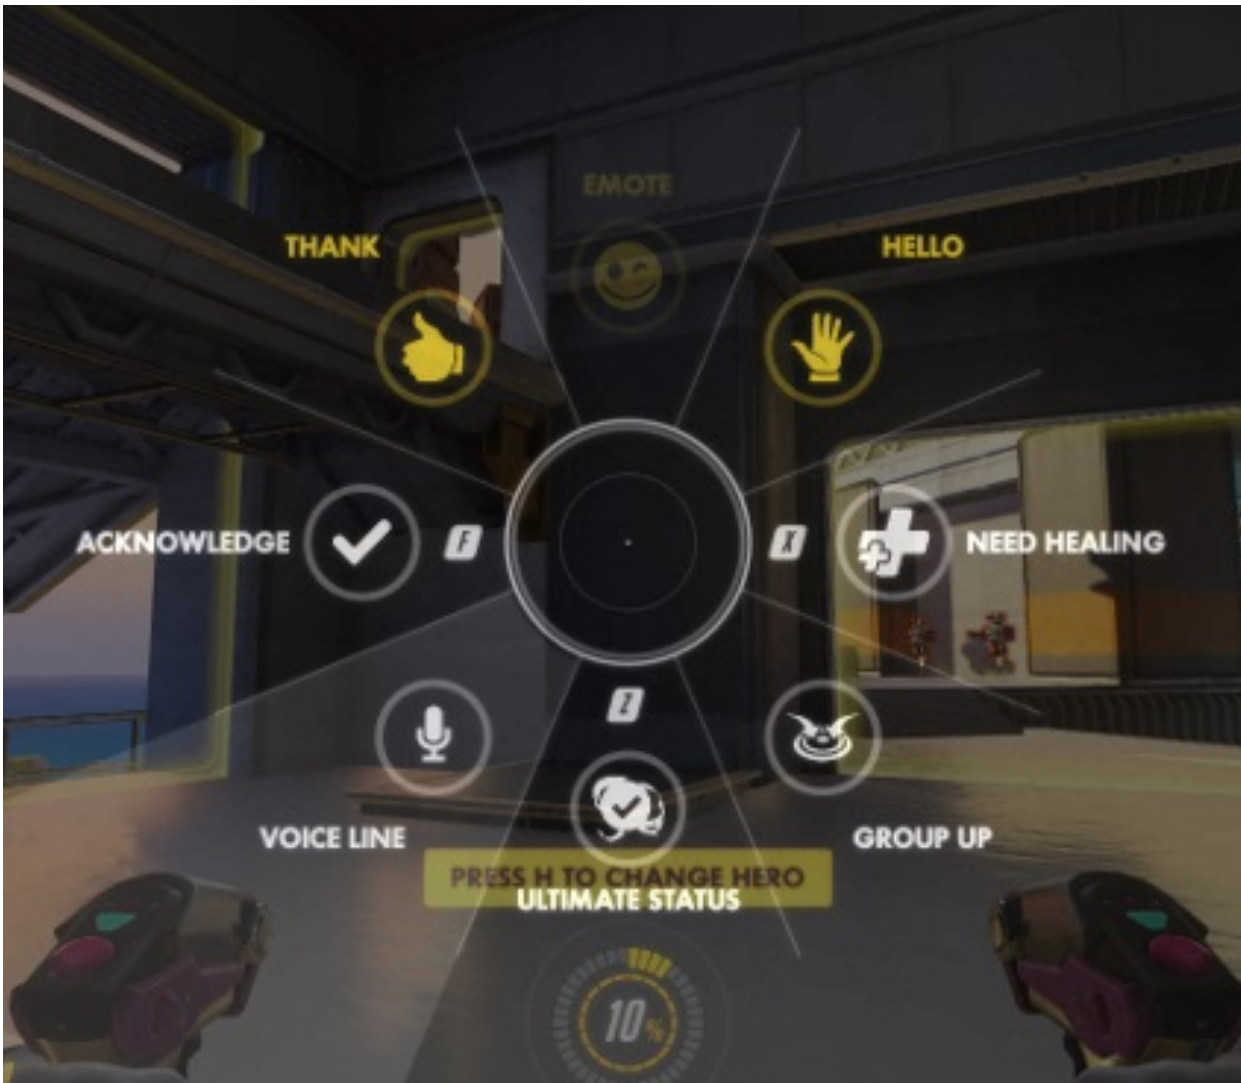 EMOTE
THANK
HELLO
ACKNOWLEDGE
F
X
NEED HEALING
Z
VOICE LINE
GROUP UP
PRESS H TO CHANGE HERO
ULTIMATE STATUS
10%